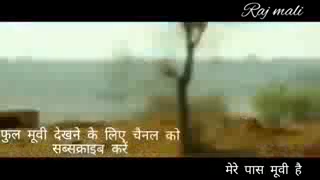 Raj mali
फुल मूवी देखने के लिए चैनल को
सब्सक्राइब करें
मेरे पास मूवी है